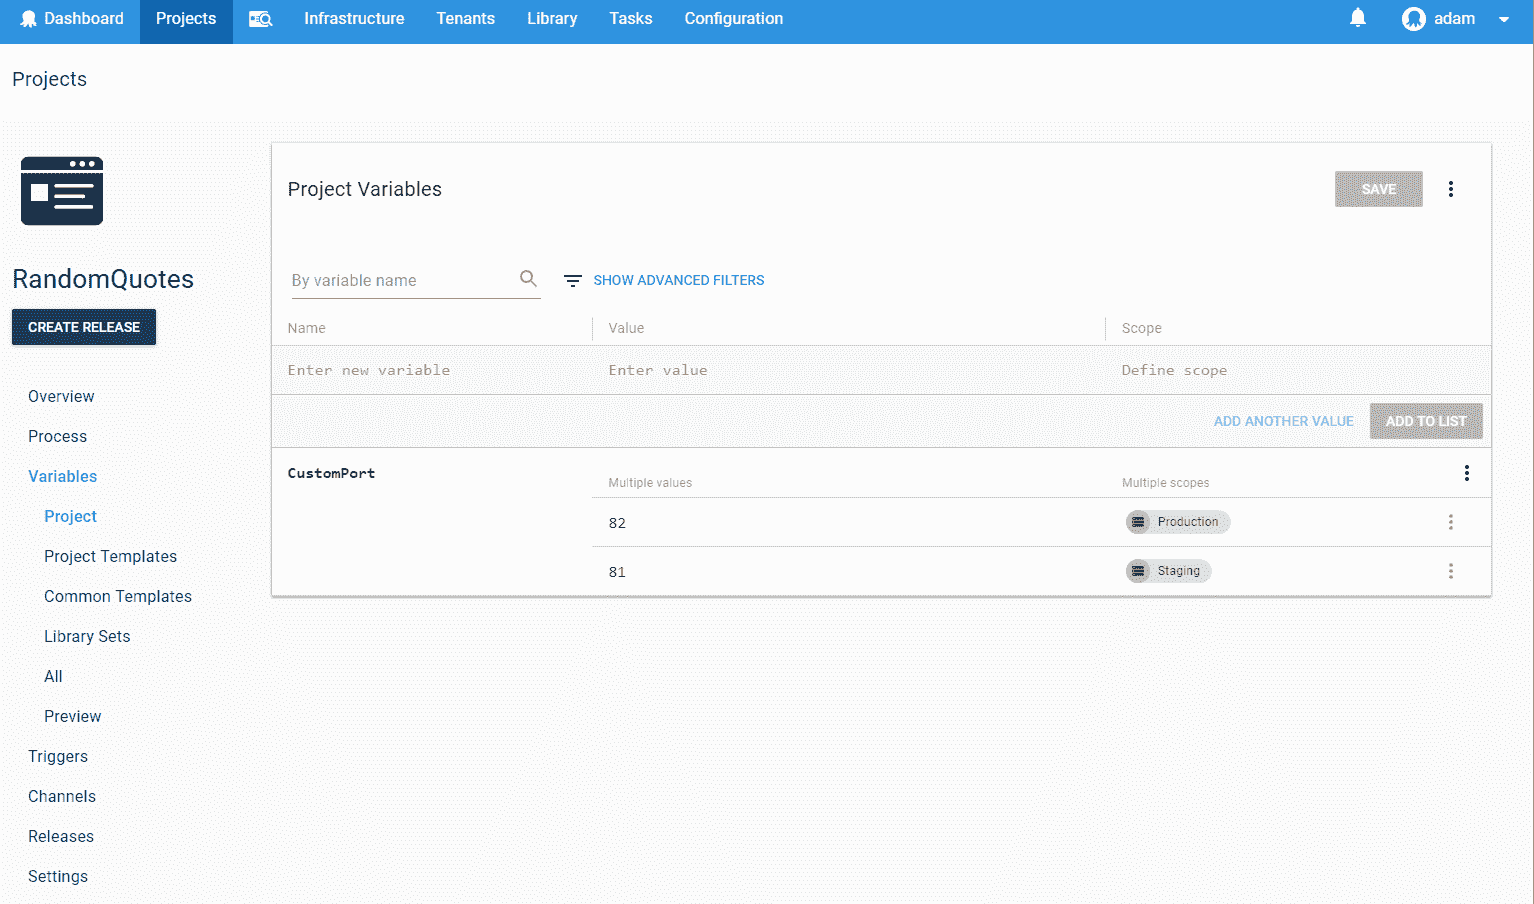 Dashboard Projects Infrastructure Tenants Library Tasks Configuration adam
Projects
RandomQuotes
CREATE RELEASE
Overview
Process
Variables
Project
Project Templates
Common Templates
Library Sets
All
Preview
Triggers
Channels
Releases
Settings
Project Variables SAVE
By variable name SHOW ADVANCED FILTERS
Name Value Scope
Enter new variable Enter value Define scope
ADD ANOTHER VALUE ADD TO LIST
CustomPort Multiple values Multiple scopes
82 Production
81 Staging